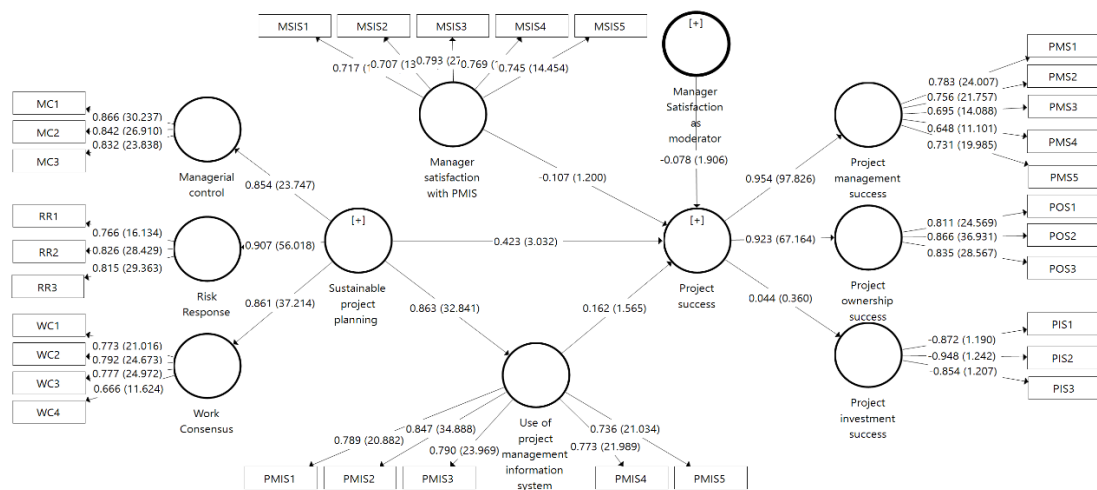 MSIS1
MSIS2
MSIS3
MSIS4
MSIS5
0.717
0.707 (13
0.793 (27
0.769
0.745 (14.454)
[+]
Manager
Satisfaction
as
moderator
-0.078 (1.906)
Manager
satisfaction
with PMIS
-0.107 (1.200)
MC1
MC2
MC3
0.866 (30.237)
0.842 (26.910)
0.832 (23.838)
Managerial
control
0.854 (23.747)
RR1
RR2
RR3
0.766 (16.134)
0.826 (28.429)
0.815 (29.363)
Risk
Response
0.907 (56.018)
WC1
WC2
WC3
WC4
0.773 (21.016)
0.792 (24.673)
0.777 (24.972)
0.666 (11.624)
Work
Consensus
0.861 (37.214)
[+]
Sustainable
project
planning
0.423 (3.032)
0.863 (32.841)
[+]
Project
success
0.162 (1.565)
Use of
project
management
information
system
0.789 (20.882)
0.847 (34.888)
0.790 (23.969)
0.736 (21.034)
0.773 (21.989)
PMIS1
PMIS2
PMIS3
PMIS4
PMIS5
0.954 (97.826)
0.923 (67.164)
0.044 (0.360)
Project
management
success
0.783 (24.007)
0.756 (21.757)
0.695 (14.088)
0.648 (11.101)
0.731 (19.985)
PMS1
PMS2
PMS3
PMS4
PMS5
Project
ownership
success
0.811 (24.569)
0.866 (36.931)
0.835 (28.567)
POS1
POS2
POS3
Project
investment
success
-0.872 (1.190)
-0.948 (1.242)
-0.854 (1.207)
PIS1
PIS2
PIS3